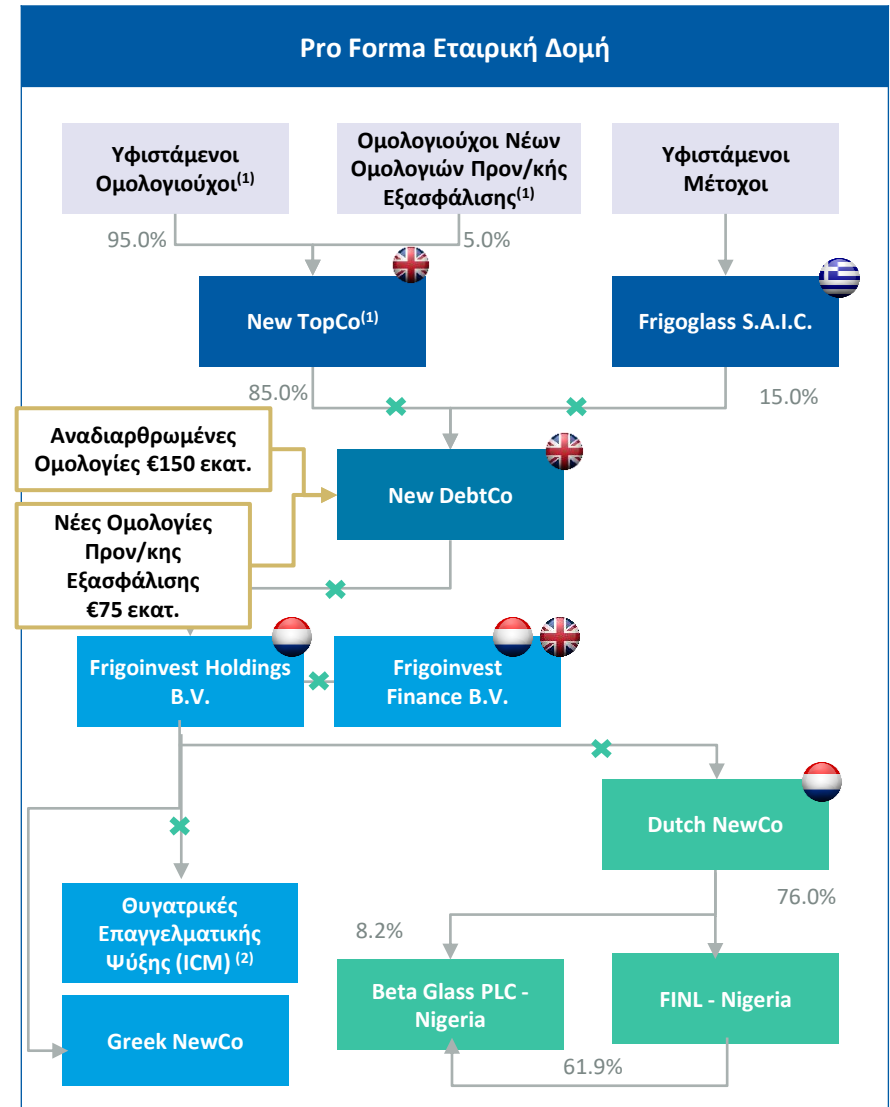 Pro Forma Εταιρική Δομή
Υφιστάμενοι
Ομολογιούχοι(1)
Ομολογιούχοι Νέων
Ομολογιών Προν/κής
Εξασφάλισης(1)
Υφιστάμενοι
Μέτοχοι
95.0%
5.0%
New TopCo(1)
Frigoglass S.A.I.C.
85.0%
15.0%
Αναδιαρθρωμένες
Ομολογίες €150 εκατ.
New DebtCo
Νέες Ομολογίες
Προν/κης
Εξασφάλισης
€75 εκατ.
Frigoinvest Holdings
B.V.
Frigoinvest
Finance B.V.
Dutch NewCo
76.0%
8.2%
Θυγατρικές
Επαγγελματικής
Ψύξης (ICM) (2)
Beta Glass PLC -
Nigeria
FINL - Nigeria
Greek NewCo
61.9%